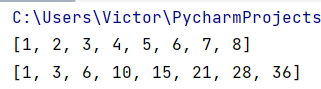 C:\Users\Victor\PycharmProjects
[1, 2, 3, 4, 5, 6, 7, 8]
[1, 3, 6, 10, 15, 21, 28, 36]